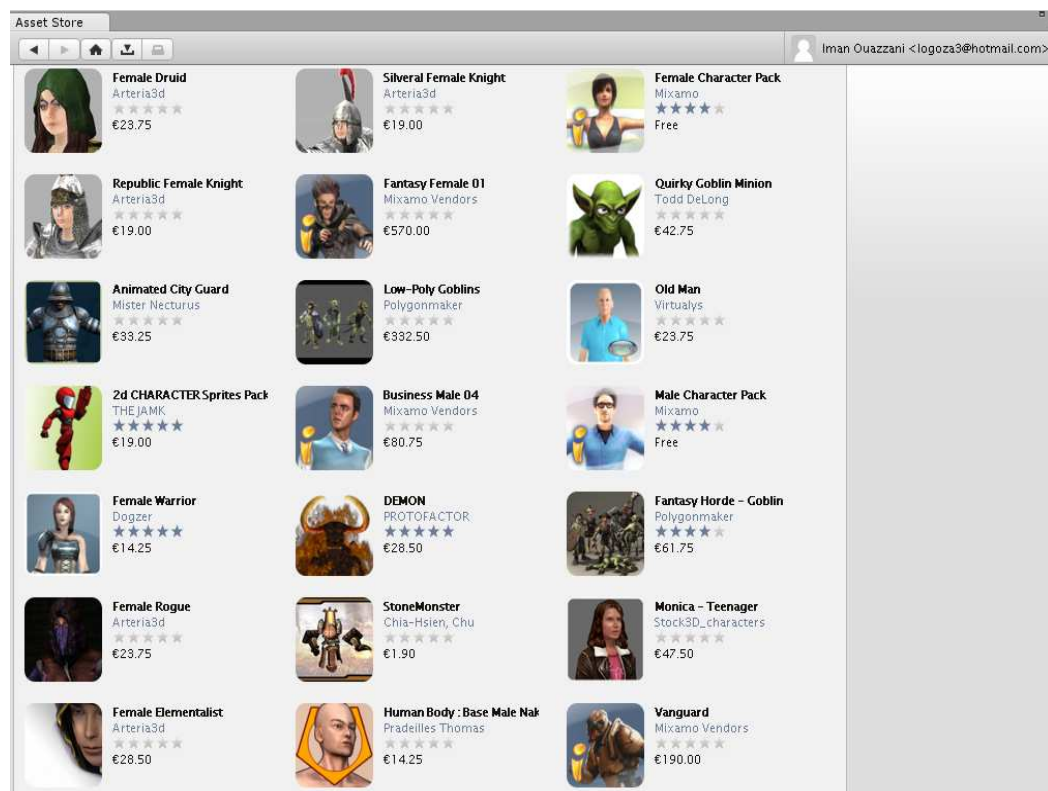 Asset Store
Iman Ouazzani <logoza3@hotmail.com>
Female Druid
Arteria3d
€23.75
Silveral Female Knight
Arteria3d
€19.00
Female Character Pack
Mixamo
Free
Republic Female Knight
Arteria3d
€19.00
Fantasy Female 01
Mixamo Vendors
€570.00
Quirky Goblin Minion
Todd DeLong
€42.75
Animated City Guard
Mister Necturus
€33.25
Low-Poly Goblins
Polygonmaker
€332.50
Old Man
Virtualys
€23.75
2d CHARACTER Sprites Pack
THE JAMK
€19.00
Business Male 04
Mixamo Vendors
€80.75
Male Character Pack
Mixamo
Free
Female Warrior
Dogzer
€14.25
DEMON
PROTOFACTOR
€28.50
Fantasy Horde - Goblin
Polygonmaker
€61.75
Female Rogue
Arteria3d
€23.75
StoneMonster
Chia-Hsien, Chu
€1.90
Monica - Teenager
Stock3D_characters
€47.50
Female Elementalist
Arteria3d
€28.50
Human Body : Base Male Nak
Pradeilles Thomas
€14.25
Vanguard
Mixamo Vendors
€190.00